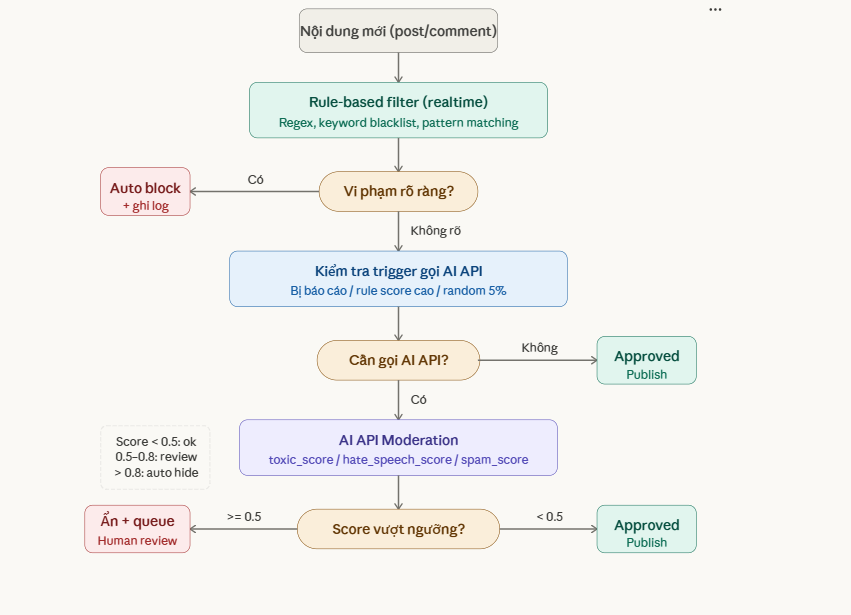 ...
Nội dung mới (post/comment)
Rule-based filter (realtime)
Regex, keyword blacklist, pattern matching
Auto block
+ ghi log
Có
Vi phạm rõ ràng?
Không rõ
Kiểm tra trigger gọi AI API
Bị báo cáo / rule score cao / random 5%
Cần gọi AI API?
Không
Approved
Publish
Có
AI API Moderation
toxic_score / hate_speech_score / spam_score
Score < 0.5: ok
0.5–0.8: review
> 0.8: auto hide
Ẩn + queue
Human review
>= 0.5
Score vượt ngưỡng?
< 0.5
Approved
Publish